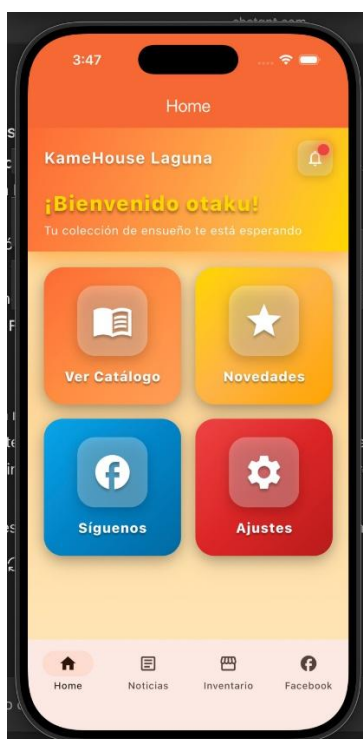 3:47
Home
KameHouse Laguna
¡Bienvenido otaku!
Tu colección de ensueño te está esperando
Ver Catálogo
Novedades
Síguenos
Ajustes
Home
Noticias
Inventario
Facebook